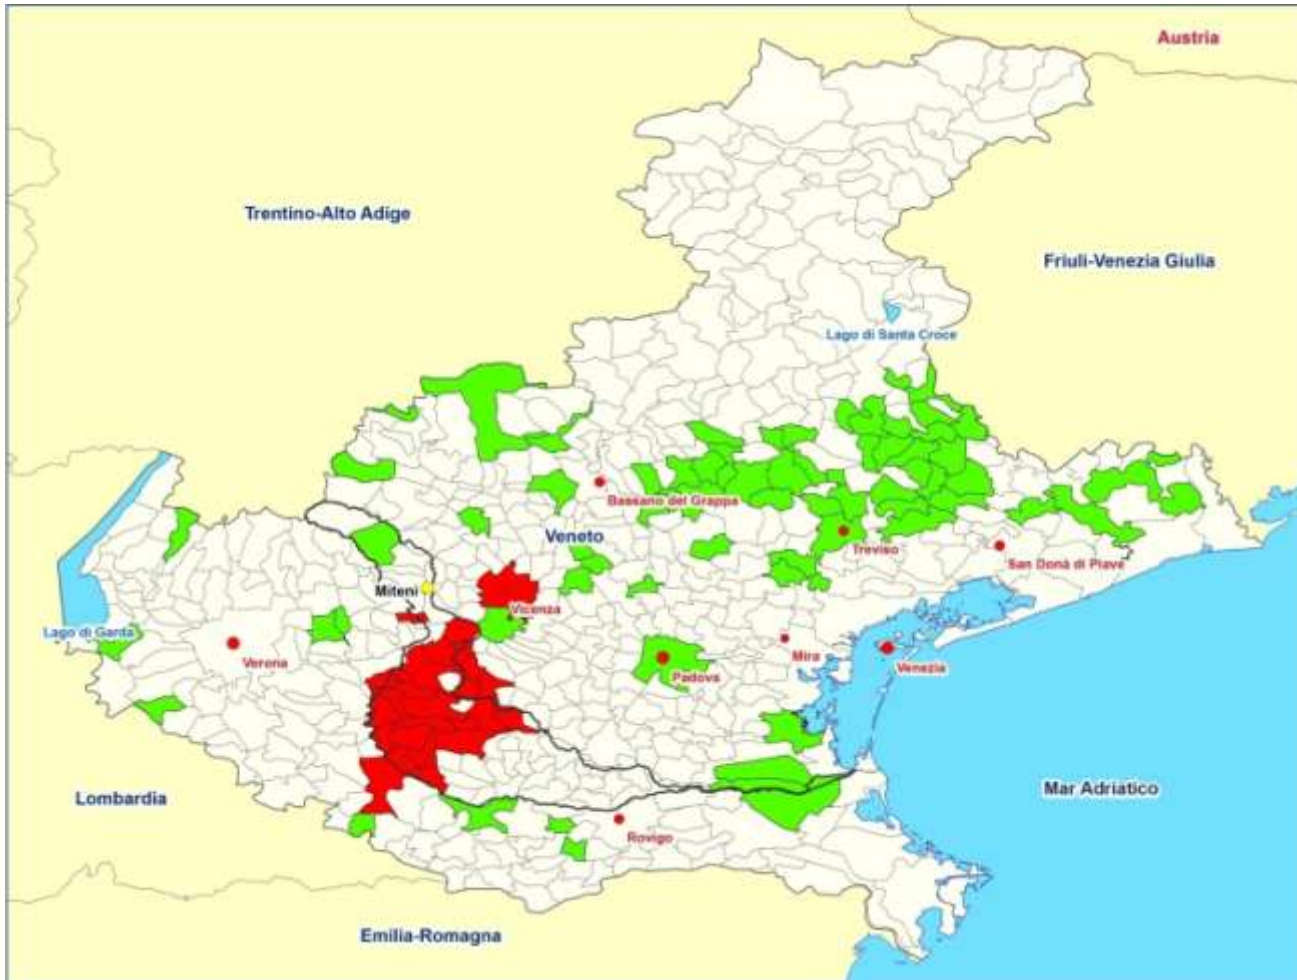 Austria
Trentino-Alto Adige
Friuli-Venezia Giulia
Lago di Santa Croce
Bassano del Grappa
Veneto
Treviso
San Donà di Piave
Miteni
Vicenza
Lago di Garda
Verona
Mira
Venezia
Padova
Lombardia
Mar Adriatico
Rovigo
Emilia-Romagna